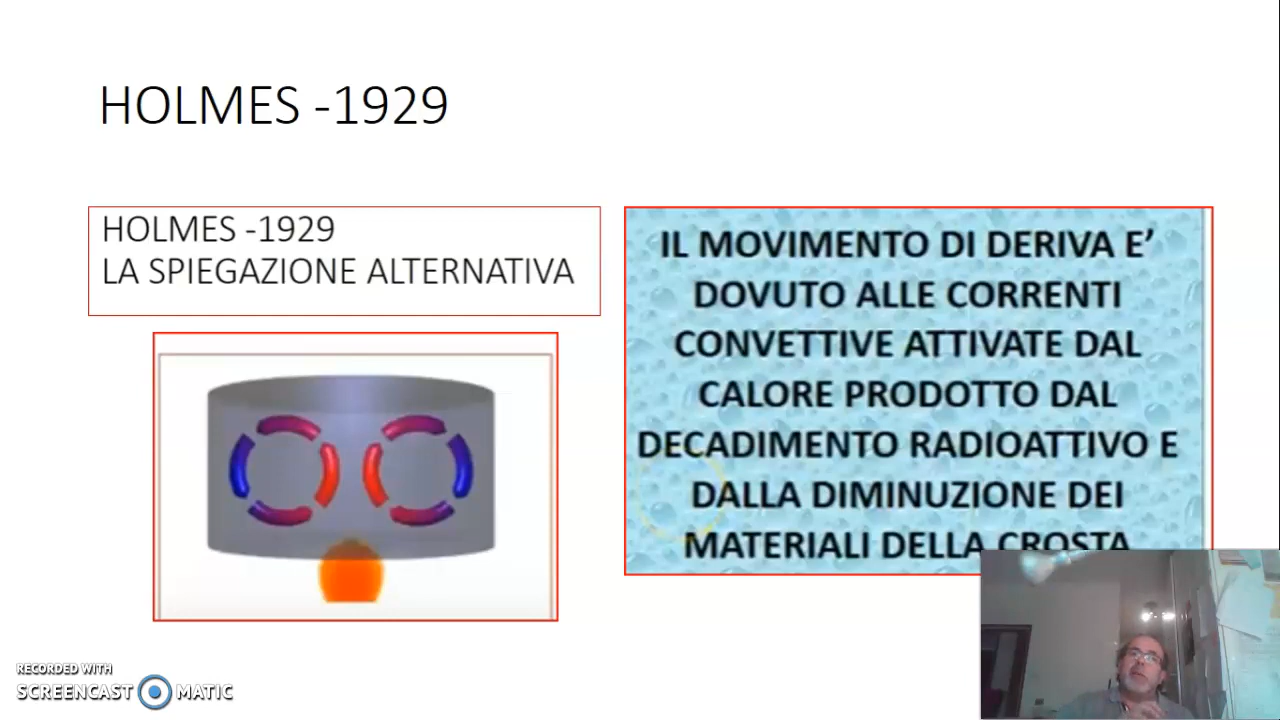 HOLMES -1929
HOLMES -1929
LA SPIEGAZIONE ALTERNATIVA
IL MOVIMENTO DI DERIVA E’
DOVUTO ALLE CORRENTI
CONVETTIVE ATTIVATE DAL
CALORE PRODOTTO DAL
DECADIMENTO RADIOATTIVO E
DALLA DIMINUZIONE DEI
MATERIALI DELLA CROSTA
RECORDED WITH
SCREENCAST MATIC